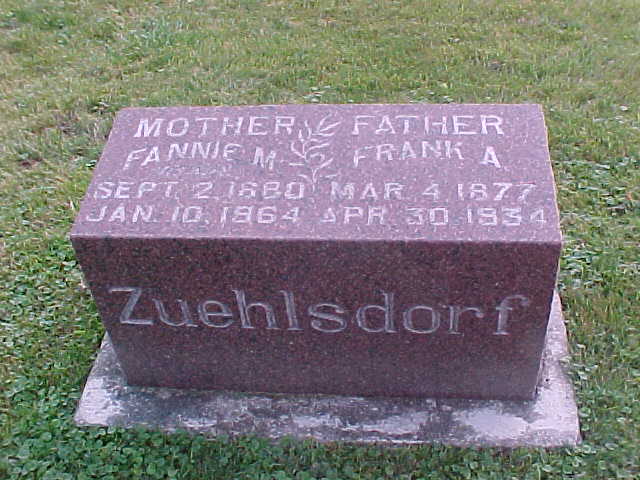 MOTHER
FANNIE M.
SEPT. 2, 1880
JAN. 10, 1964
FATHER
FRANK A.
MAR. 4, 1877
APR. 30, 1934
Zuehlsdorf